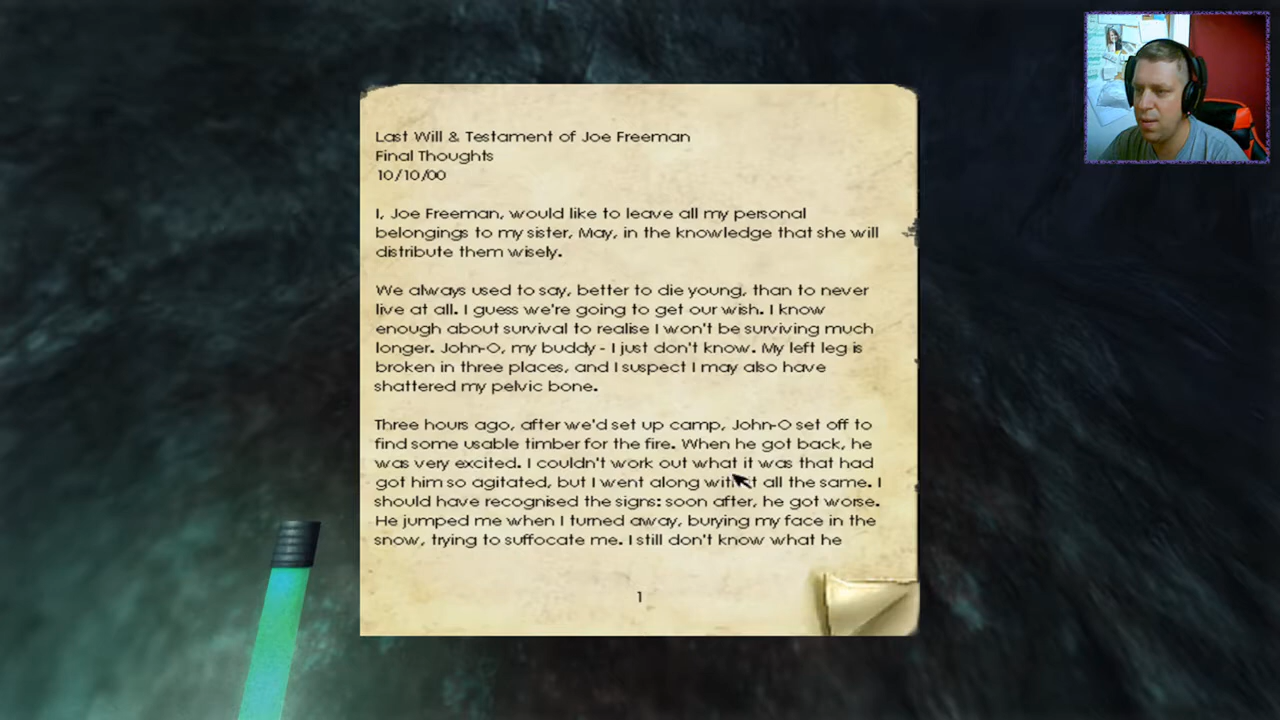 Last Will & Testament of Joe Freeman
Final Thoughts
10/10/00
I, Joe Freeman, would like to leave all my personal
belongings to my sister, May, in the knowledge that she will
distribute them wisely.
We always used to say, better to die young, than to never
live at all. I guess we're going to get our wish. I know
enough about survival to realise I won't be surviving much
longer. John-O, my buddy - I just don't know. My left leg is
broken in three places, and I suspect I may also have
shattered my pelvic bone.
Three hours ago, after we'd set up camp, John-O set off to
find some usable timber for the fire. When he got back, he
was very excited. I couldn't work out what it was that had
got him so agitated, but I went along with it all the same. I
should have recognised the signs: soon after, he got worse.
He jumped me when I turned away, burying my face in the
snow, trying to suffocate me. I still don't know what he
1